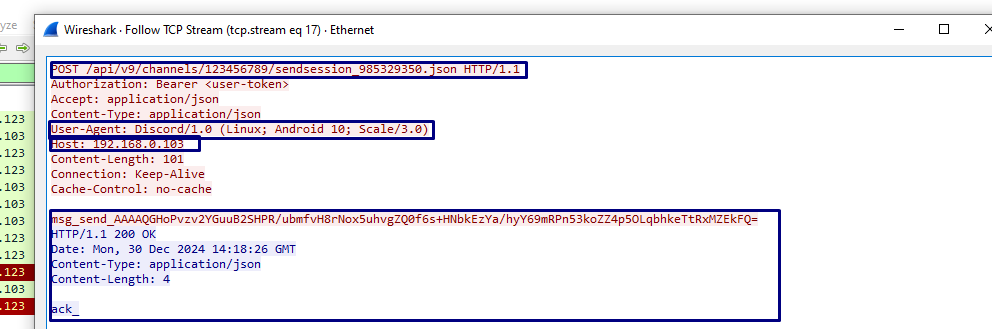 Wireshark · Follow TCP Stream (tcp.stream eq 17) · Ethernet
yze
POST /api/v9/channels/123456789/sendsession_985329350.json HTTP/1.1
Authorization: Bearer <user-token>
Accept: application/json
Content-Type: application/json
User-Agent: Discord/1.0 (Linux; Android 10; Scale/3.0)
Host: 192.168.0.103
Content-Length: 101
Connection: Keep-Alive
Cache-Control: no-cache
msg_send_AAAAQGHoPvzv2YGuuB2SHPR/ubmfvH8rNox5uhvgZQ0f6s+HNbkEzYa/hyY69mRPn53koZZ4p5OLqbhkeTtRxMZEkFQ=
HTTP/1.1 200 OK
Date: Mon, 30 Dec 2024 14:18:26 GMT
Content-Type: application/json
Content-Length: 4
ack_
.123
.103
.123
.123
.103
.103
.103
.123
.123
.123
.103
.123